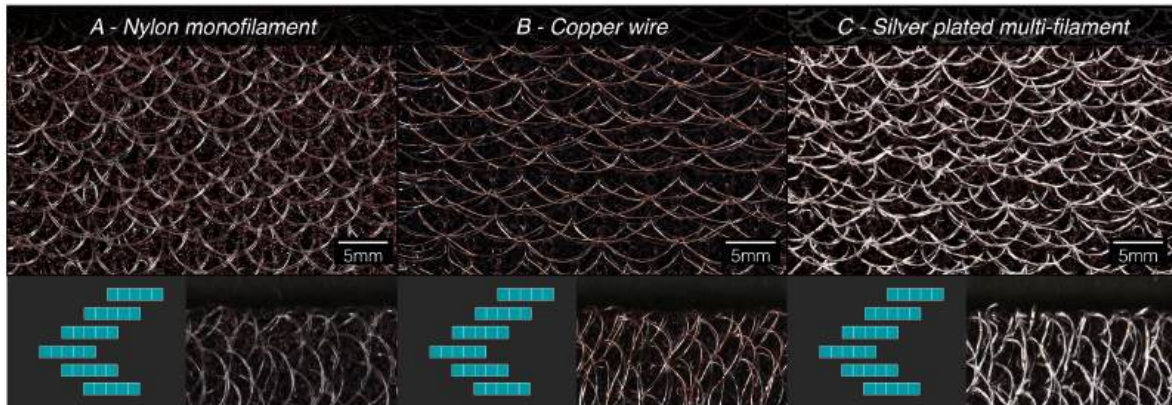 A - Nylon monofilament
B - Copper wire
C - Silver plated multi-filament
5mm
5mm
5mm